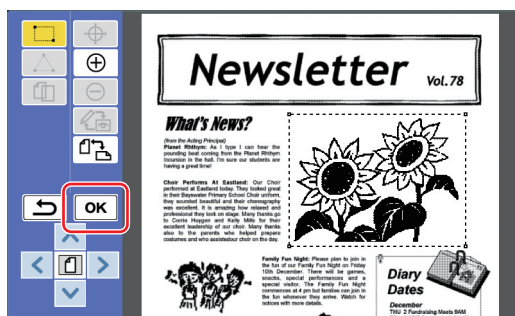 Newsletter Vol.78
What's News?
(from the Acting Principal)
Planet Rhthym: As I type I can hear the
pounding beat coming from the Planet Rhthym
incursion in the hall. I'm sure our students are
having a great time!
Choir Performs At Eastland: Our Choir
performed at Eastland today. They looked great
in their Bayswater Primary School Choir uniform,
they sounded beautiful and their choreography
was excellent. It is amazing how relaxed and
professional they look on stage. Many thanks go
to Corrie Huygen and Kelly Mills for their
excellent leadership of our choir. Many thanks
also to the parents who helped prepare
costumes and who assistedour choir on the day.
OK
Family Fun Night: Please plan to join in
the fun of our Family Fun Night on Friday
10th December. There will be games,
snacks, special performances and a
special visitor. The Family Fun Night
commences at 4 pm but families can join in
the fun whenever they arrive. Watch for
notices with more details.
Diary
Dates
December
THU 2 Fundraising Meets 9AM